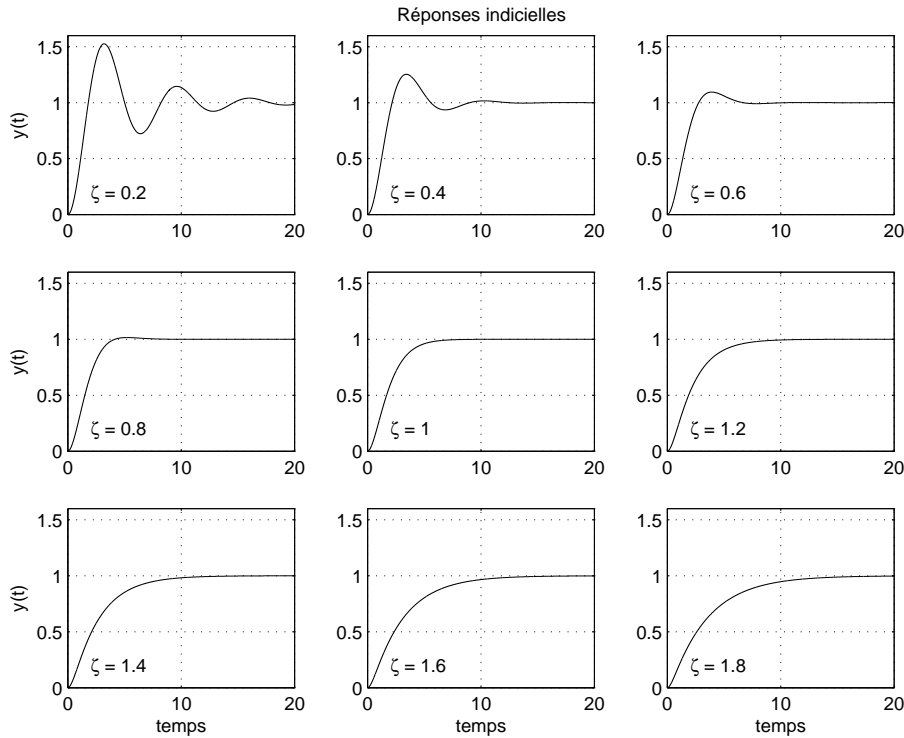 Réponses indicielles
1.5
1
0.5
0
y(t)
ζ = 0.2
0 10 20
1.5
1
0.5
0
ζ = 0.4
0 10 20
1.5
1
0.5
0
ζ = 0.6
0 10 20
1.5
1
0.5
0
y(t)
ζ = 0.8
0 10 20
1.5
1
0.5
0
ζ = 1
0 10 20
1.5
1
0.5
0
ζ = 1.2
0 10 20
1.5
1
0.5
0
y(t)
ζ = 1.4
0 10 20
temps
1.5
1
0.5
0
ζ = 1.6
0 10 20
temps
1.5
1
0.5
0
ζ = 1.8
0 10 20
temps